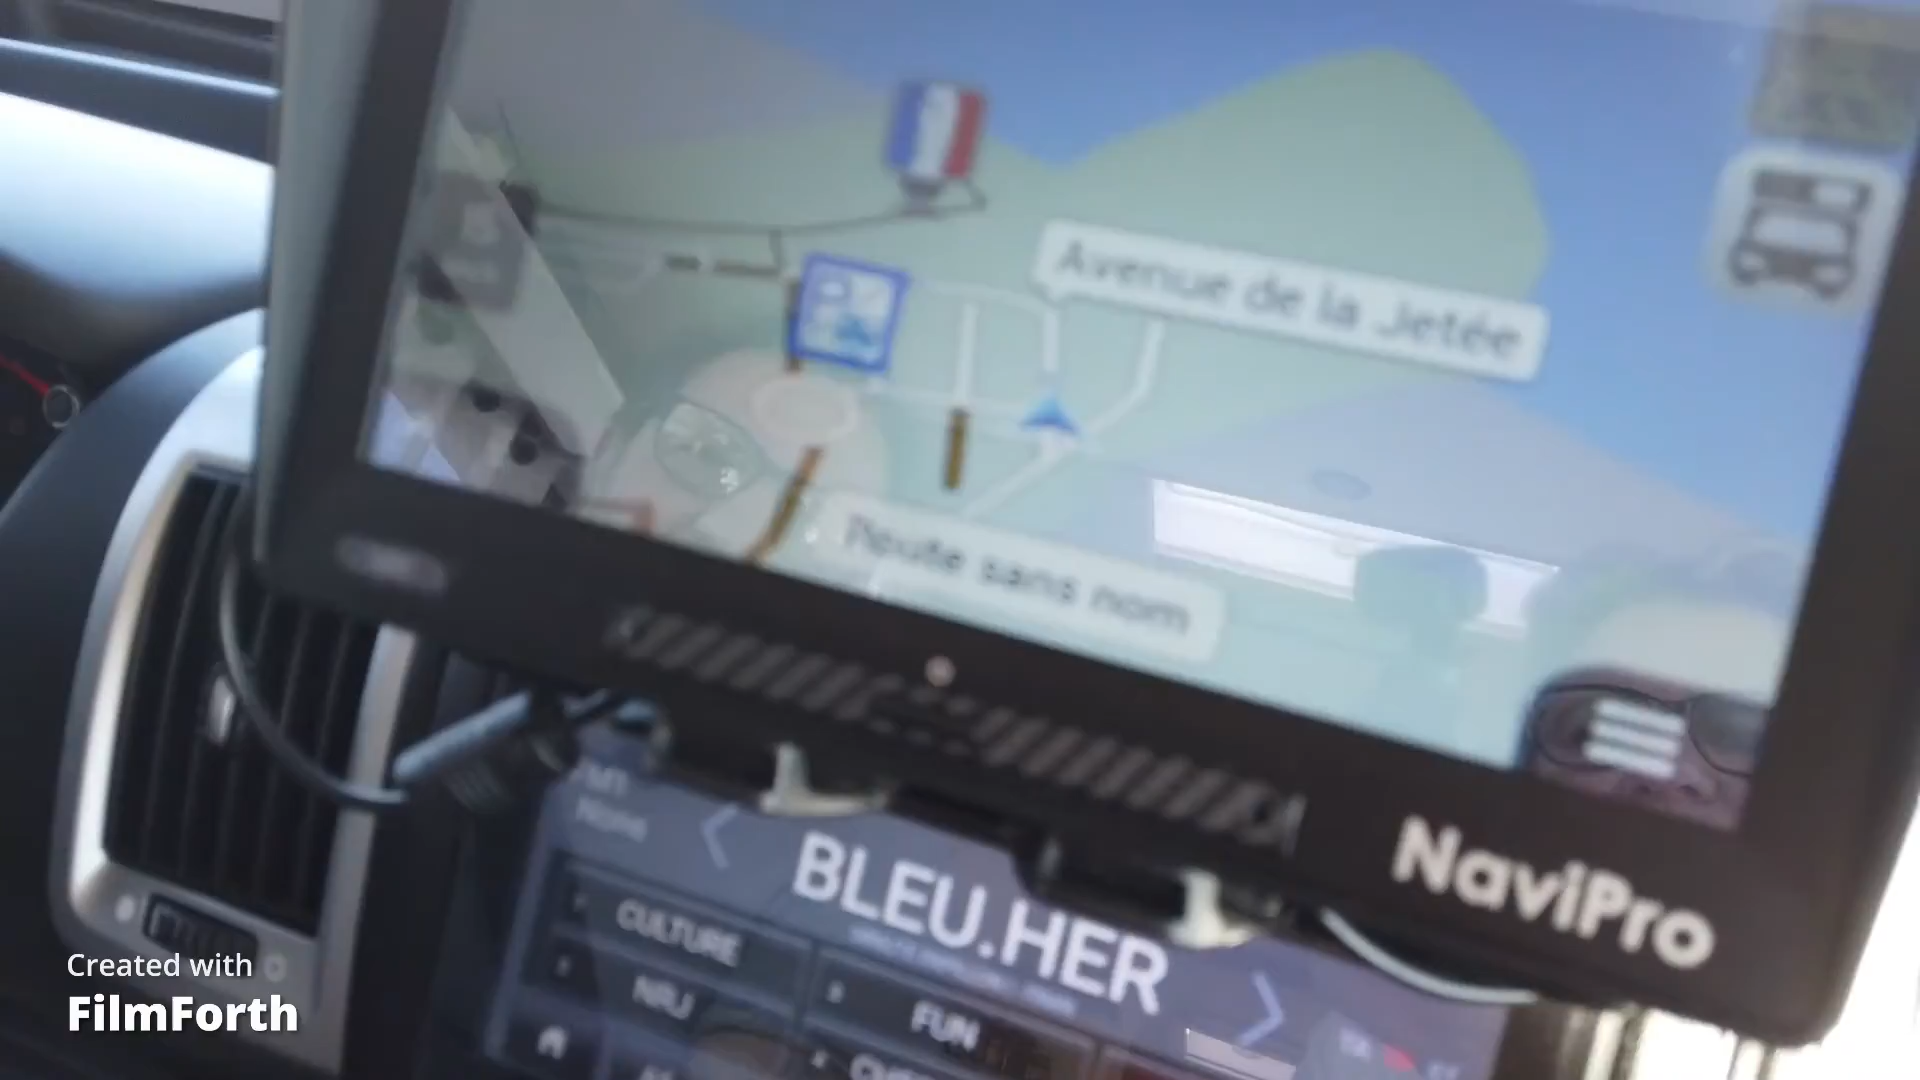 Avenue de la Jetée
Route sans nom
NaviPro
BLEU.HER
CULTURE
NRJ
FUN
Created with
FilmForth